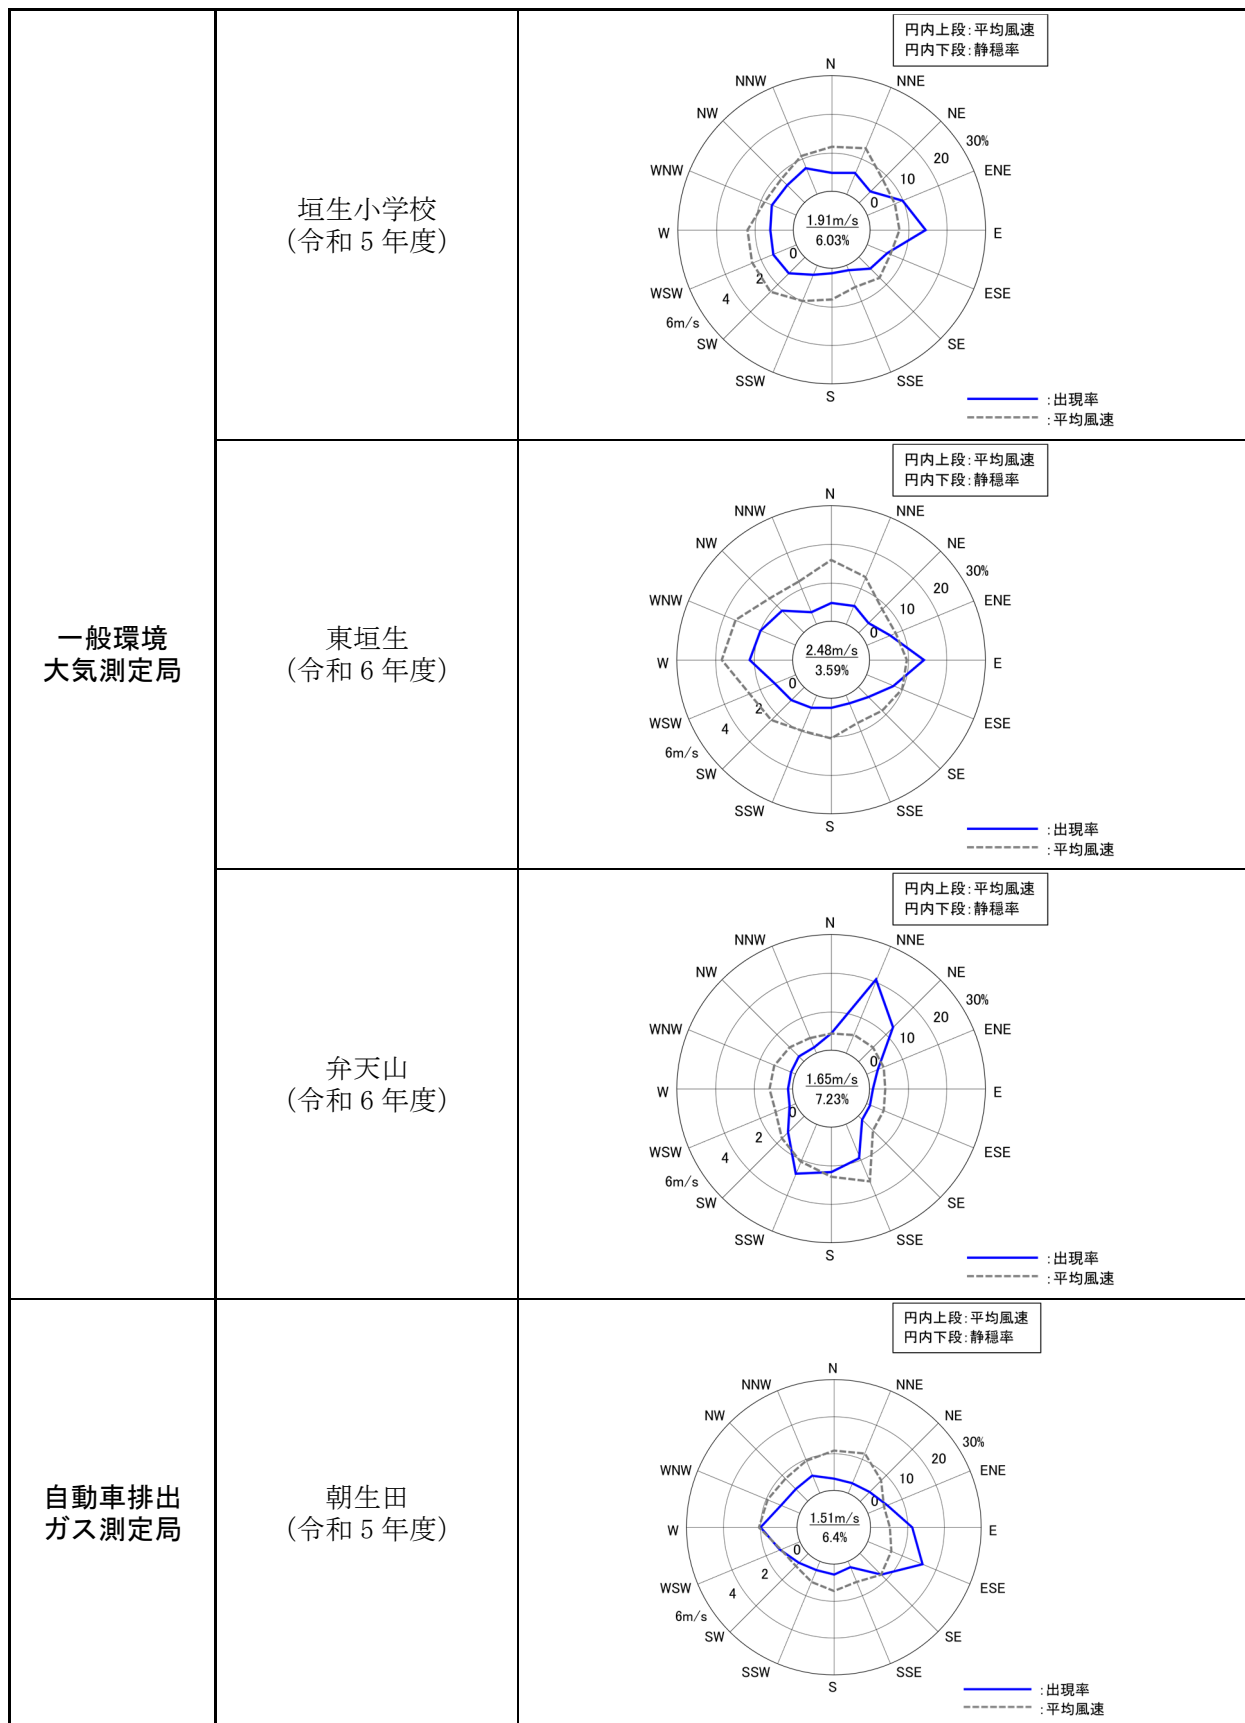 一般環境
大気測定局
垣生小学校
（令和 5 年度）
円内上段:平均風速
円内下段:静穏率
N
NNE
NE
ENE
E
ESE
SE
SSE
S
SSW
SW
WSW
W
WNW
NW
NNW
30%
20
10
0
1.91m/s
6.03%
0
2
4
6m/s
:出現率
:平均風速
東垣生
（令和 6 年度）
円内上段:平均風速
円内下段:静穏率
N
NNE
NE
ENE
E
ESE
SE
SSE
S
SSW
SW
WSW
W
WNW
NW
NNW
30%
20
10
0
2.48m/s
3.59%
0
2
4
6m/s
:出現率
:平均風速
弁天山
（令和 6 年度）
円内上段:平均風速
円内下段:静穏率
N
NNE
NE
ENE
E
ESE
SE
SSE
S
SSW
SW
WSW
W
WNW
NW
NNW
30%
20
10
0
1.65m/s
7.23%
0
2
4
6m/s
:出現率
:平均風速
自動車排出
ガス測定局
朝生田
（令和 5 年度）
円内上段:平均風速
円内下段:静穏率
N
NNE
NE
ENE
E
ESE
SE
SSE
S
SSW
SW
WSW
W
WNW
NW
NNW
30%
20
10
0
1.51m/s
6.4%
0
2
4
6m/s
:出現率
:平均風速